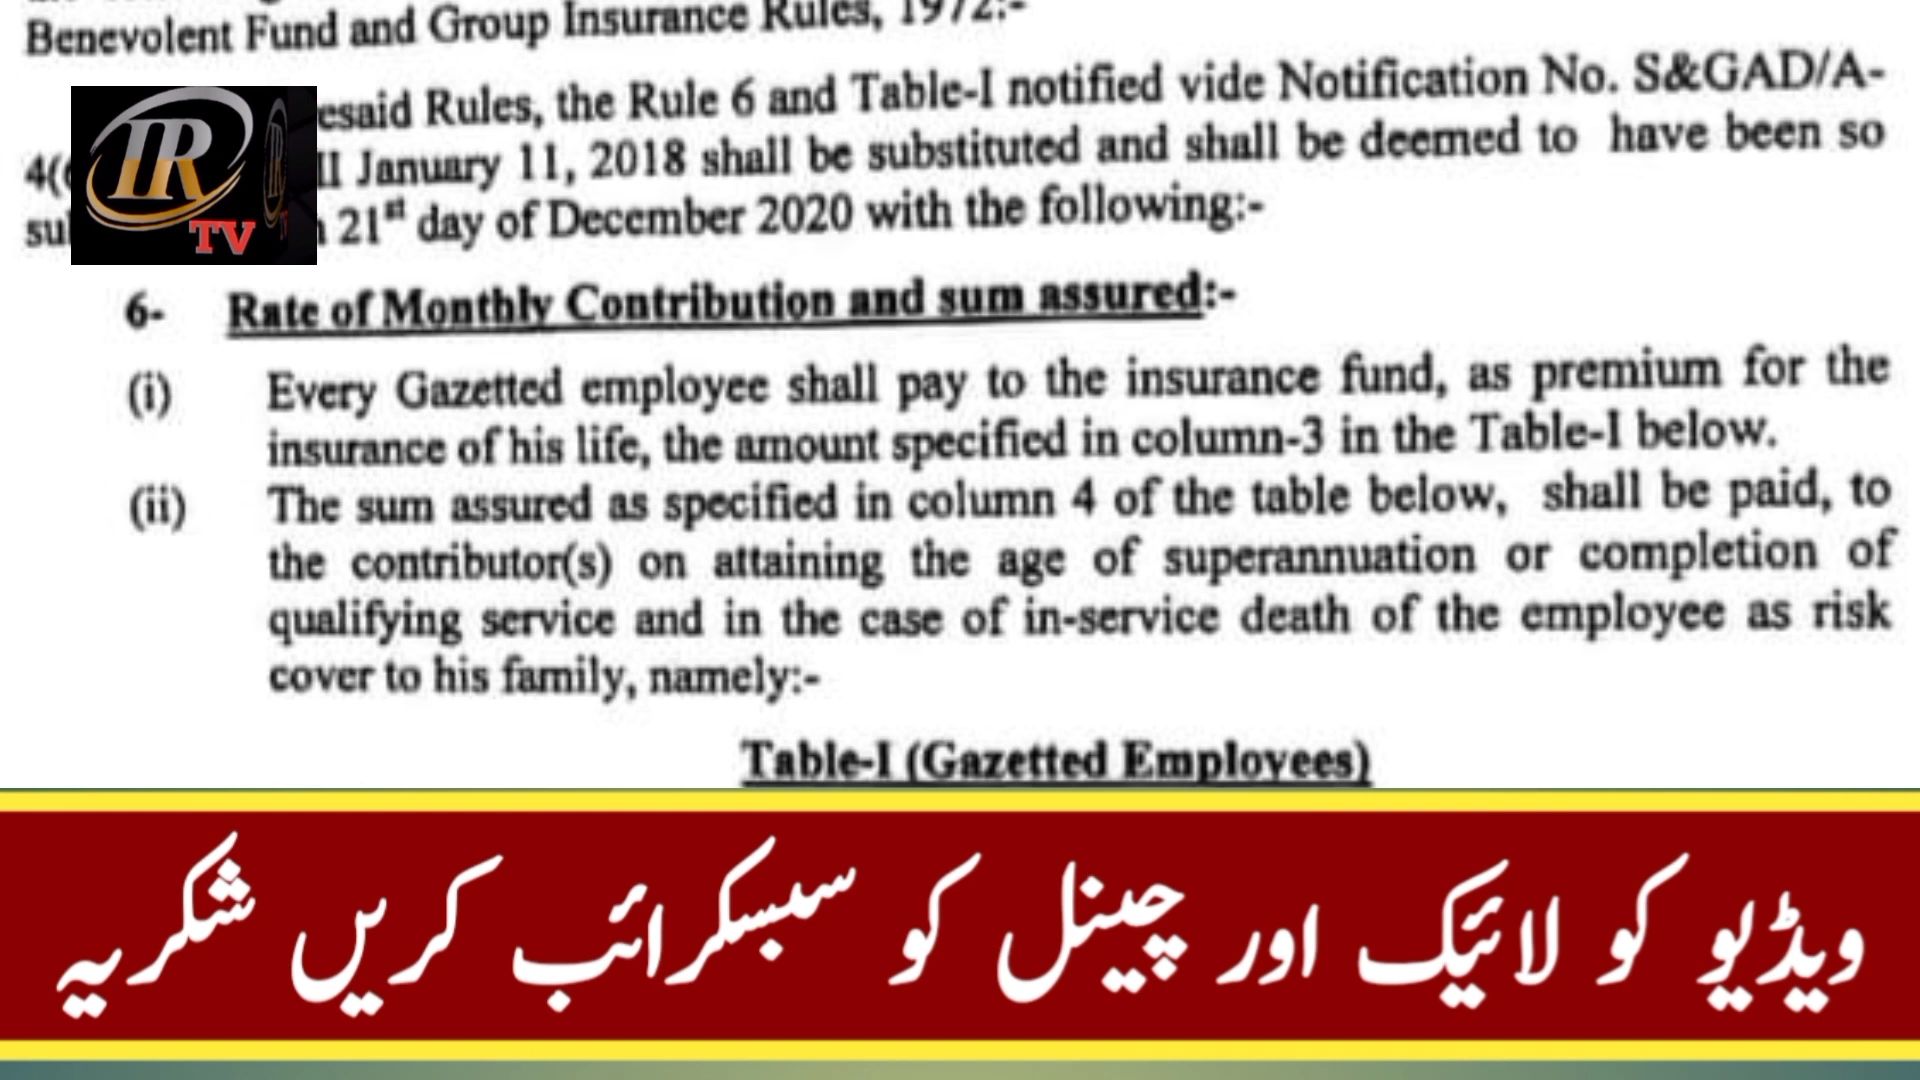 Benevolent Fund and Group Insurance Rules, 1972:-
esaid Rules, the Rule 6 and Table-I notified vide Notification No. S&GAD/A-
4( II January 11, 2018 shall be substituted and shall be deemed to have been so
21st day of December 2020 with the following:-
IR
TV
6- Rate of Monthly Contribution and sum assured:-
(i) Every Gazetted employee shall pay to the insurance fund, as premium for the
insurance of his life, the amount specified in column-3 in the Table-I below.
(ii) The sum assured as specified in column 4 of the table below, shall be paid, to
the contributor(s) on attaining the age of superannuation or completion of
qualifying service and in the case of in-service death of the employee as risk
cover to his family, namely:-
Table-I (Gazetted Employees)
ویڈیو کو لائیک اور چینل کو سبسکرائب کریں شکریہ